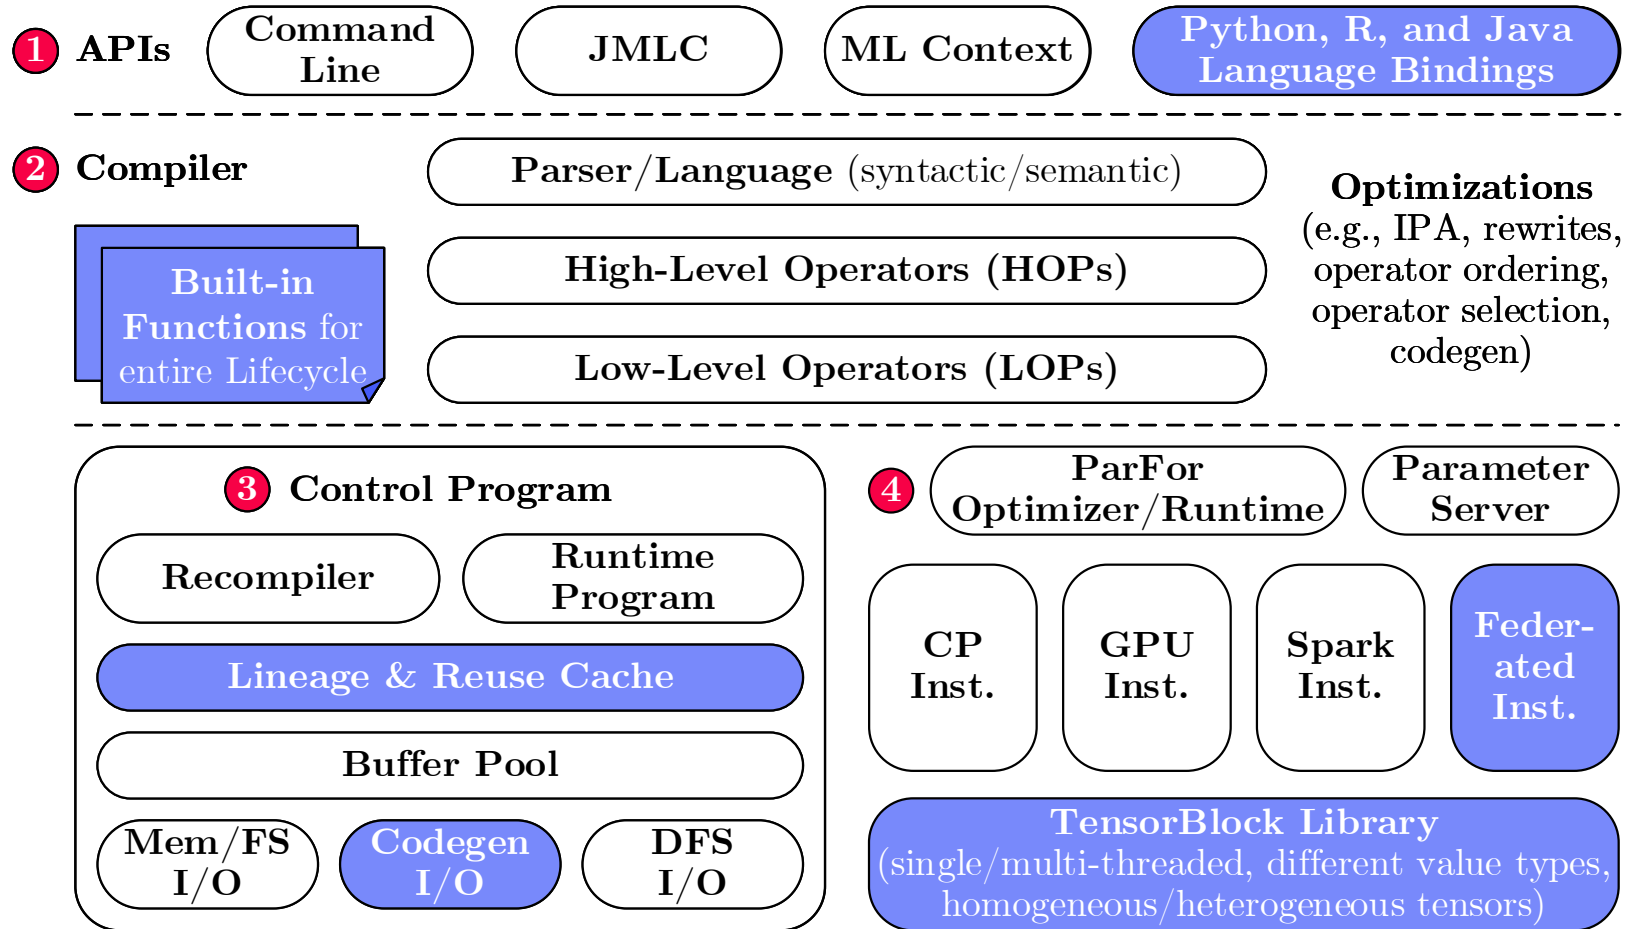 1 APIs
Command
Line
JMLC
ML Context
Python, R, and Java
Language Bindings
2 Compiler
Parser/Language (syntactic/semantic)
High-Level Operators (HOPs)
Low-Level Operators (LOPs)
Built-in
Functions for
entire Lifecycle
Optimizations
(e.g., IPA, rewrites,
operator ordering,
operator selection,
codegen)
3 Control Program
Recompiler
Runtime
Program
Lineage & Reuse Cache
Buffer Pool
Mem/FS
I/O
Codegen
I/O
DFS
I/O
4
ParFor
Optimizer/Runtime
Parameter
Server
CP
Inst.
GPU
Inst.
Spark
Inst.
Feder-
ated
Inst.
TensorBlock Library
(single/multi-threaded, different value types,
homogeneous/heterogeneous tensors)